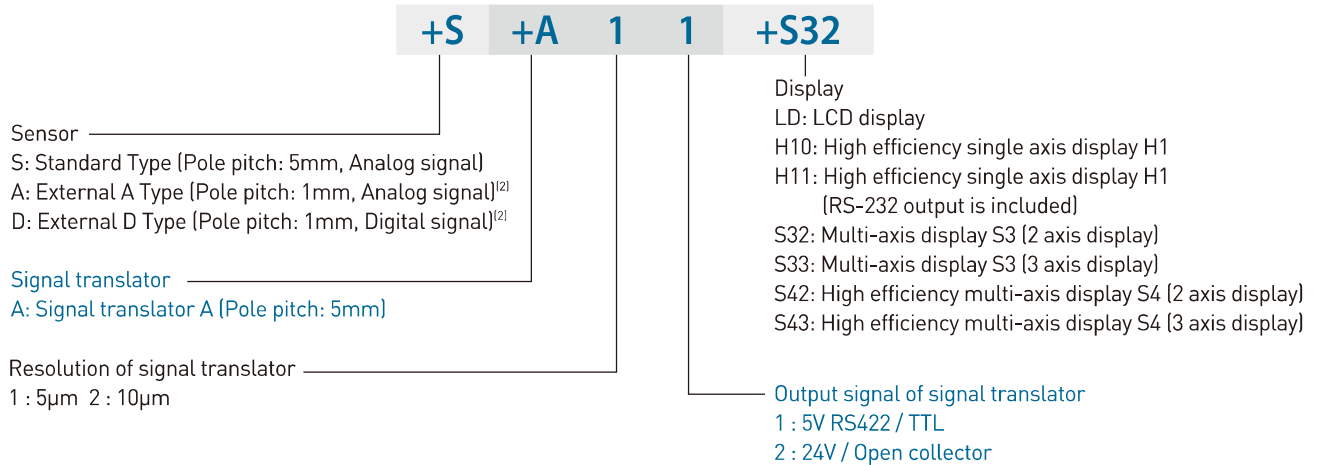 +S +A 1 1 +S32
Sensor
S: Standard Type (Pole pitch: 5mm, Analog signal)
A: External A Type (Pole pitch: 1mm, Analog signal)(2)
D: External D Type (Pole pitch: 1mm, Digital signal)(2)
Signal translator
A: Signal translator A (Pole pitch: 5mm)
Resolution of signal translator
1 : 5μm 2 : 10μm
Display
LD: LCD display
H10: High efficiency single axis display H1
H11: High efficiency single axis display H1
(RS-232 output is included)
S32: Multi-axis display S3 (2 axis display)
S33: Multi-axis display S3 (3 axis display)
S42: High efficiency multi-axis display S4 (2 axis display)
S43: High efficiency multi-axis display S4 (3 axis display)
Output signal of signal translator
1 : 5V RS422 / TTL
2 : 24V / Open collector